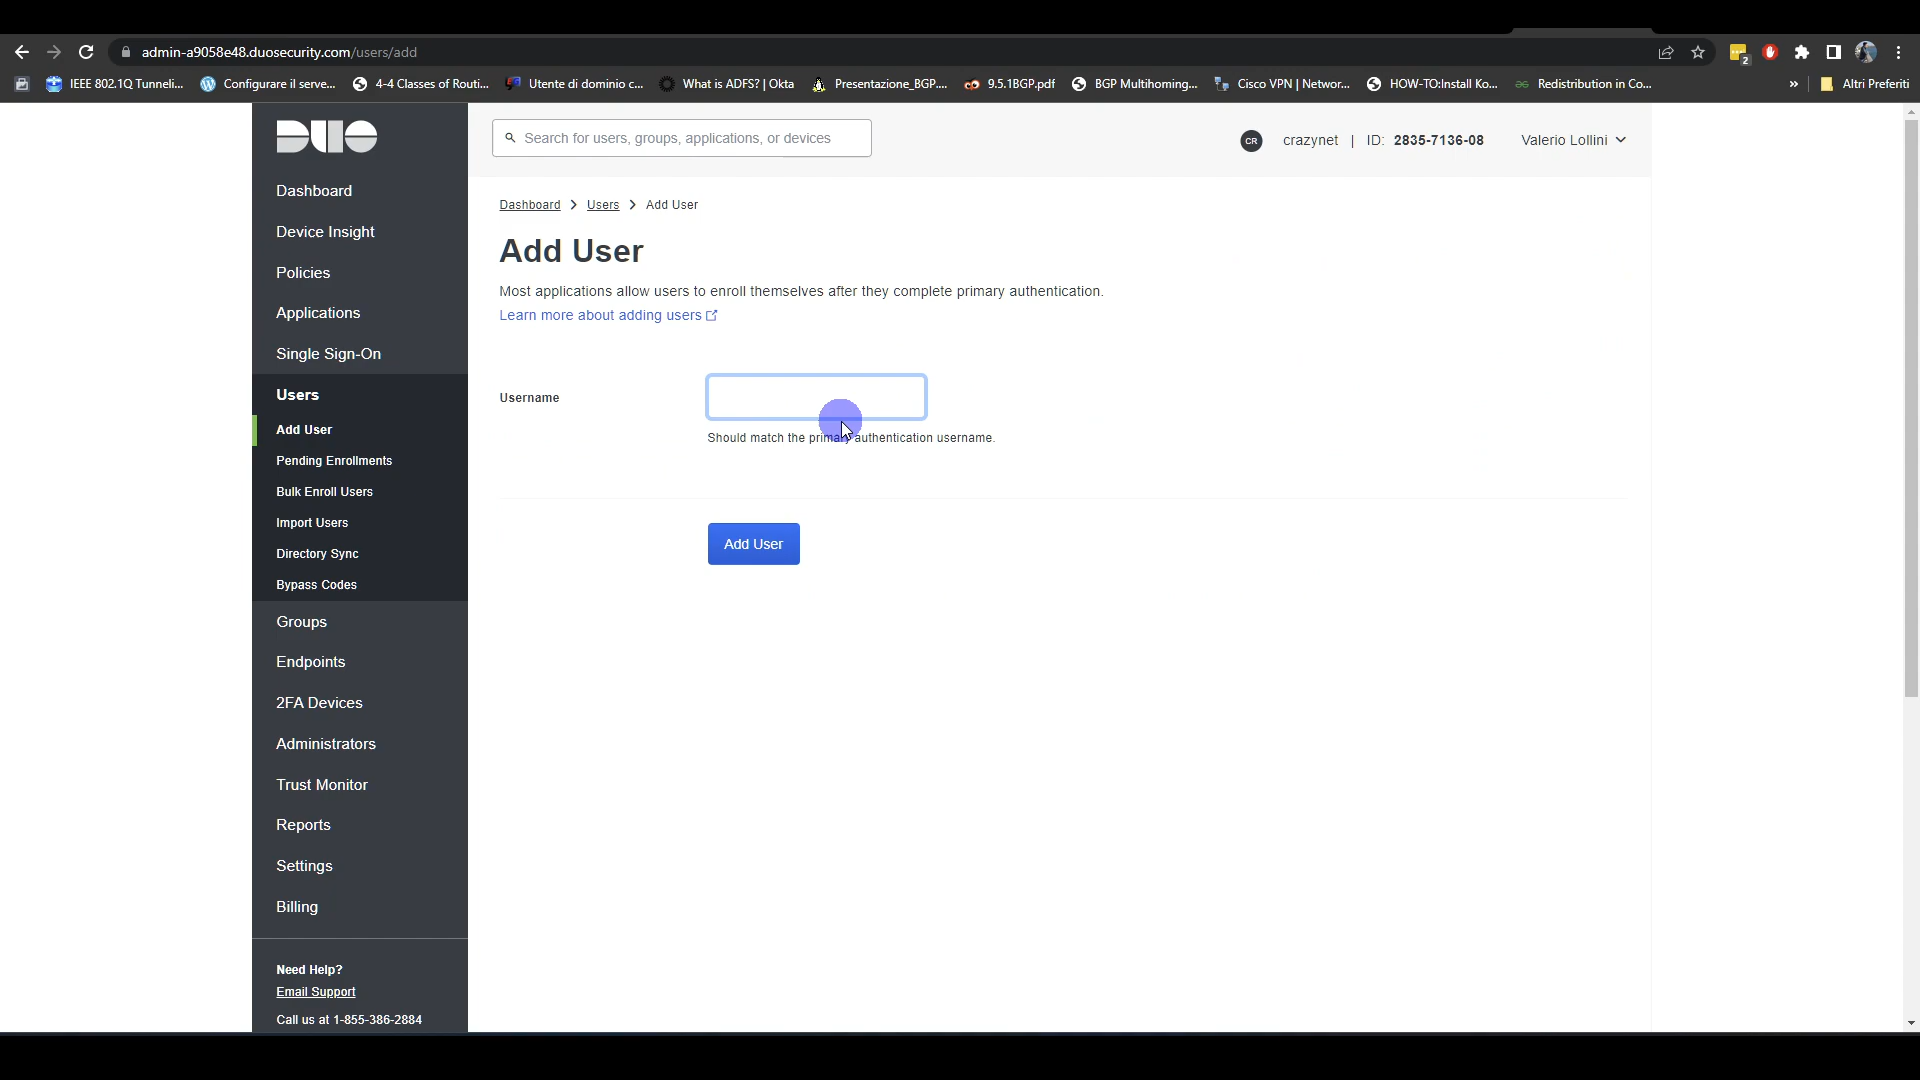 admin-a9058e48.duosecurity.com/users/add
2
IEEE 802.1Q Tunneli... Configurare il serve... 4-4 Classes of Routi... Utente di dominio c... What is ADFS? | Okta Presentazione_BGP.... 9.5.1BGP.pdf BGP Multihoming... Cisco VPN | Networ... HOW-TO:Install Ko... Redistribution in Co... » Altri Preferiti
DUO
Search for users, groups, applications, or devices
CR crazynet | ID: 2835-7136-08 Valerio Lollini
Dashboard
Device Insight
Policies
Applications
Single Sign-On
Users
Add User
Pending Enrollments
Bulk Enroll Users
Import Users
Directory Sync
Bypass Codes
Groups
Endpoints
2FA Devices
Administrators
Trust Monitor
Reports
Settings
Billing
Need Help?
Email Support
Call us at 1-855-386-2884
Dashboard > Users > Add User
Add User
Most applications allow users to enroll themselves after they complete primary authentication.
Learn more about adding users
Username
Should match the primary authentication username.
Add User